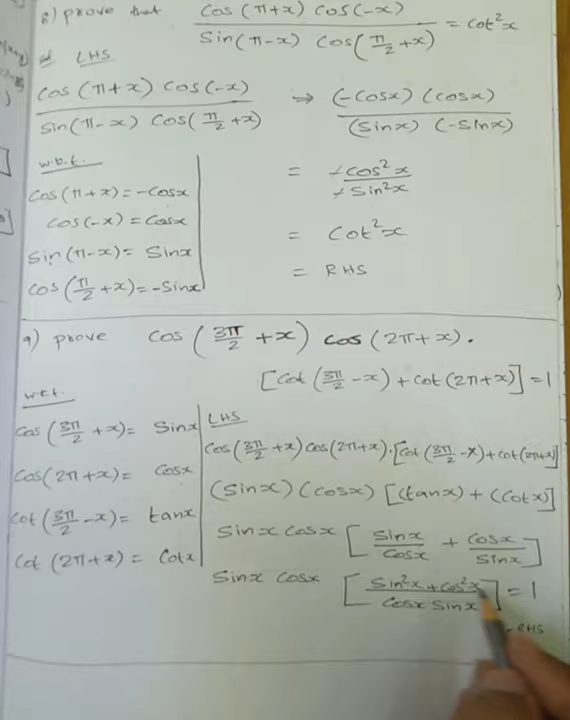 8) prove that cos(π+x) cos(-x) / sin(π-x) cos(π/2+x) = cot²x
LHS
cos(π+x) cos(-x) / sin(π-x) cos(π/2+x) → (-cosx) (cosx) / (sinx) (-sinx)
w.k.t.
cos(π+x) = -cosx
cos(-x) = cosx
sin(π-x) = sinx
cos(π/2+x) = -sinx
= -cos²x / -sin²x
= cot²x
= RHS
9) prove cos(3π/2+x) cos(2π+x).
[cot(3π/2-x) + cot(2π+x)] = 1
w.k.t.
cos(3π/2+x) = sinx
cos(2π+x) = cosx
cot(3π/2-x) = tanx
cot(2π+x) = cotx
LHS
cos(3π/2+x) cos(2π+x).[cot(3π/2-x)+cot(2π+x)]
(sinx) (cosx) [(tanx) + (cotx)]
sinx cosx [sinx/cosx + cosx/sinx]
sinx cosx [sin²x+cos²x / cosx sinx] = 1
RHS